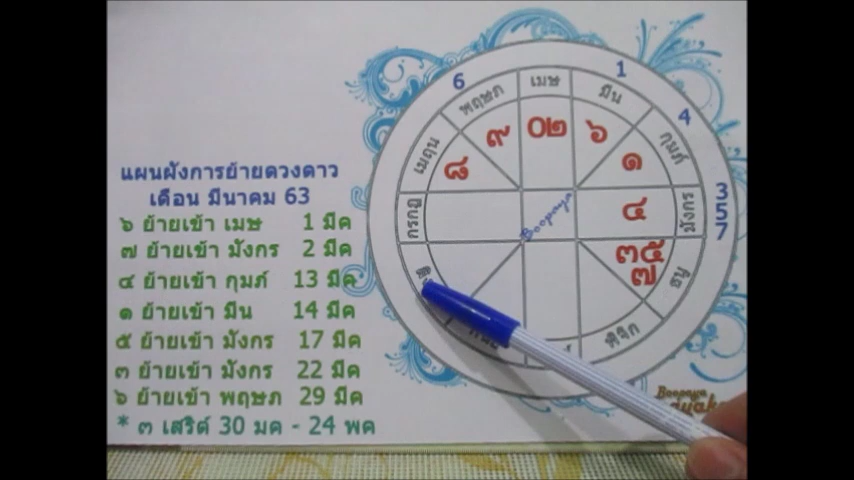 แผนผังการย้ายดวงดาว
เดือน มีนาคม 63
๖ ย้ายเข้า เมษ 1 มีค
๗ ย้ายเข้า มังกร 2 มีค
๔ ย้ายเข้า กุมภ์ 13 มีค
๑ ย้ายเข้า มีน 14 มีค
๕ ย้ายเข้า มังกร 17 มีค
๓ ย้ายเข้า มังกร 22 มีค
๖ ย้ายเข้า พฤษภ 29 มีค
* ๓ เสริต์ 30 มค - 24 พค
6
1
4
3
5
7
เมษ
มีน
กุมภ์
มังกร
ธนู
พิจิก
กรกฎ
เมถุน
พฤษภ
๐๒
๖
๑
๔
๓๕
๗
๘
๙
Boopaya
Boopaya